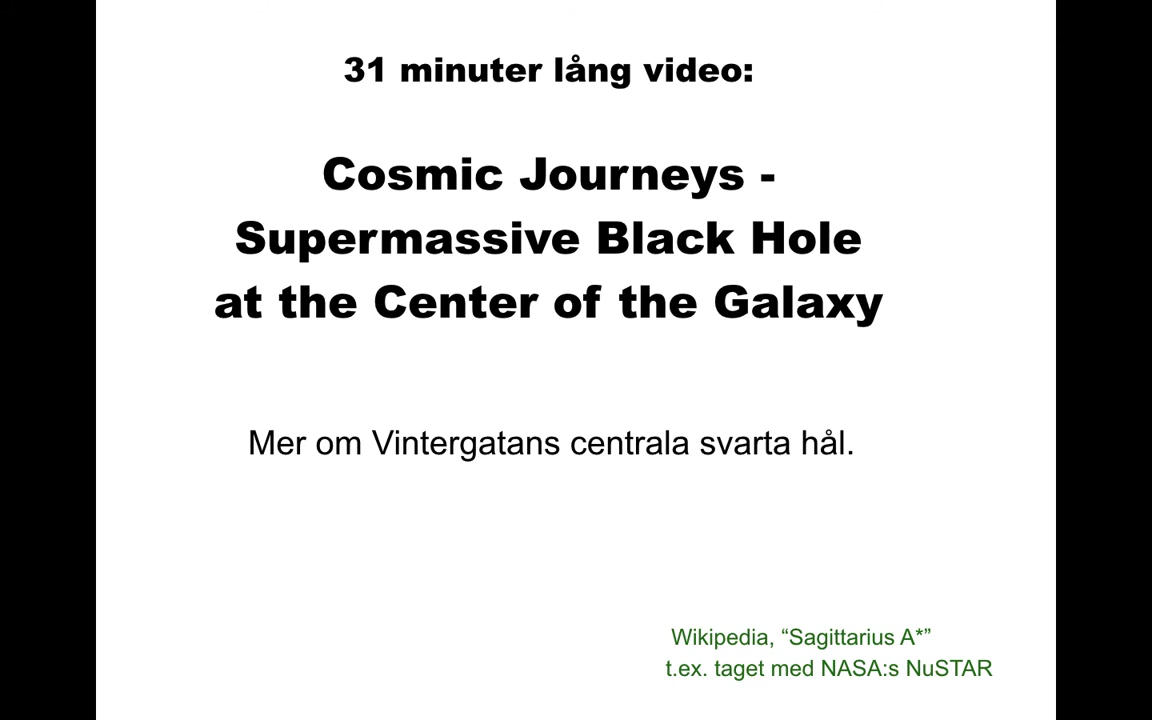 31 minuter lång video:
Cosmic Journeys -
Supermassive Black Hole
at the Center of the Galaxy
Mer om Vintergatans centrala svarta hål.
Wikipedia, “Sagittarius A*”
t.ex. taget med NASA:s NuSTAR